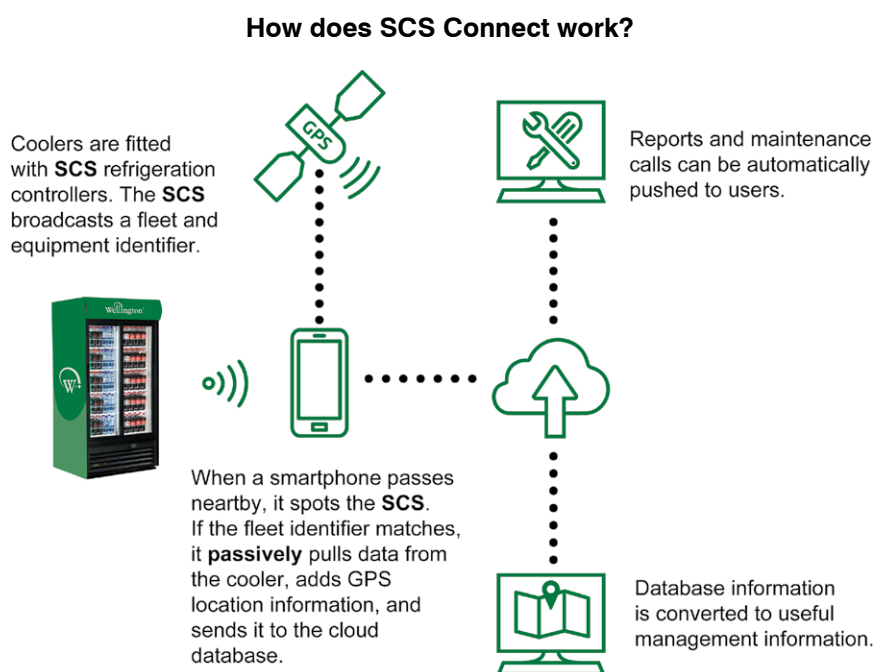 How does SCS Connect work?
Coolers are fitted
with SCS refrigeration
controllers. The SCS
broadcasts a fleet and
equipment identifier.
GPS
Reports and maintenance
calls can be automatically
pushed to users.
Wellington
W
When a smartphone passes
neartby, it spots the SCS.
If the fleet identifier matches,
it passively pulls data from
the cooler, adds GPS
location information, and
sends it to the cloud
database.
Database information
is converted to useful
management information.